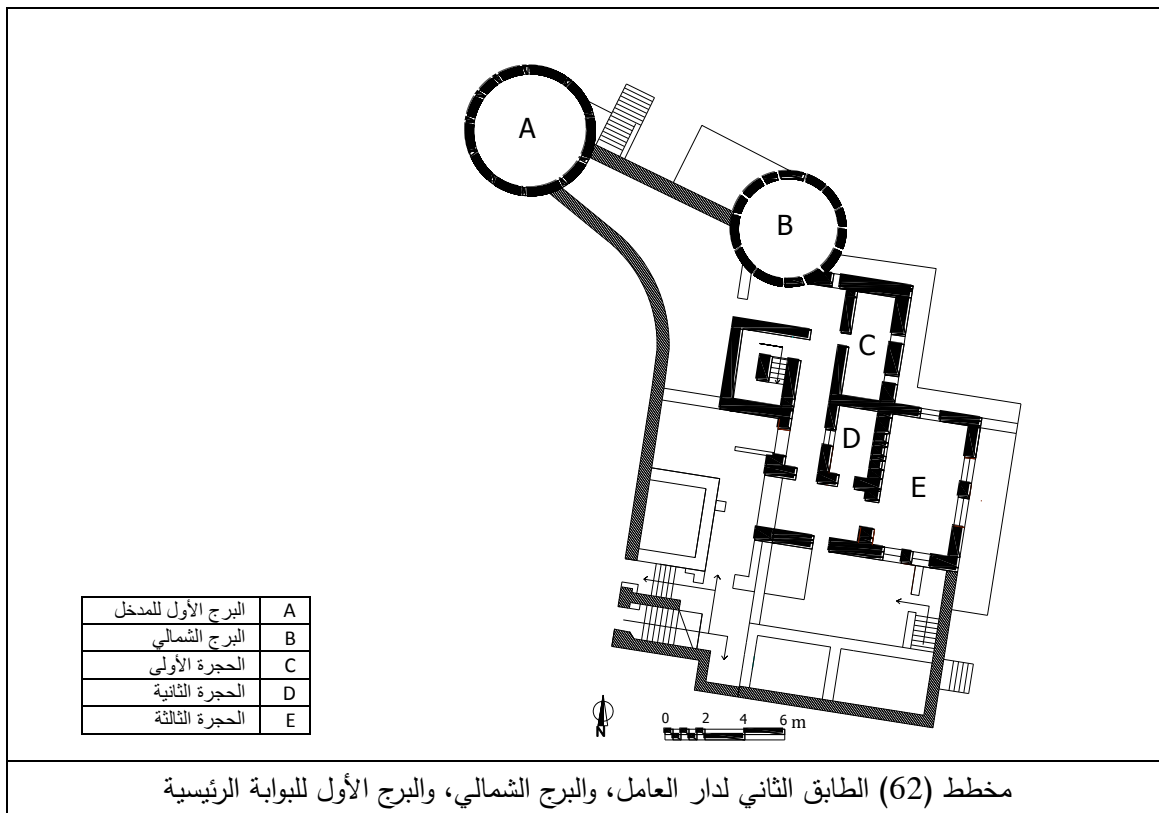 A
B
C
D
E
A البرج الأول للمدخل
B البرج الشمالي
C الحجرة الأولى
D الحجرة الثانية
E الحجرة الثالثة
N
0 2 4 6 m
مخطط (62) الطابق الثاني لدار العامل، والبرج الشمالي، والبرج الأول للبوابة الرئيسية